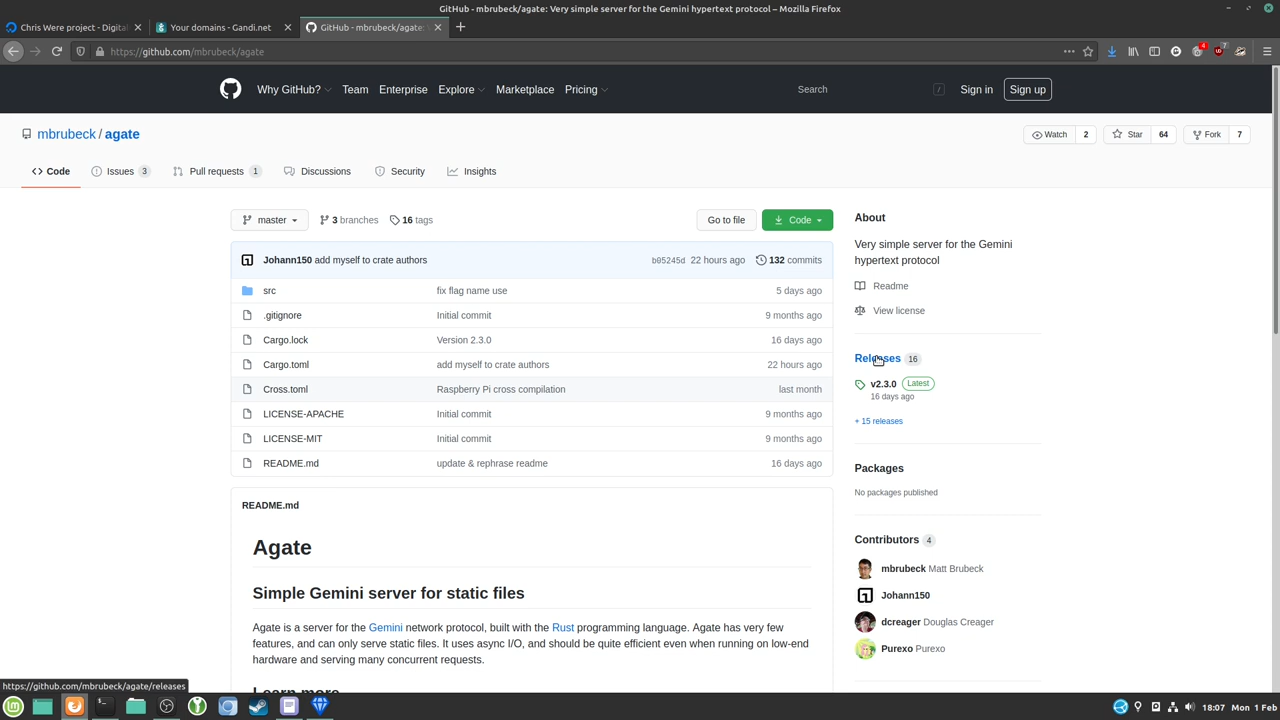 GitHub - mbrubeck/agate: Very simple server for the Gemini hypertext protocol – Mozilla Firefox
Chris Were project - Digital
Your domains - Gandi.net
GitHub - mbrubeck/agate: V
https://github.com/mbrubeck/agate
4
7
Why GitHub?
Team
Enterprise
Explore
Marketplace
Pricing
Search
/
Sign in
Sign up
mbrubeck / agate
Watch 2
Star 64
Fork 7
Code
Issues 3
Pull requests 1
Discussions
Security
Insights
master
3 branches
16 tags
Go to file
Code
Johann150 add myself to crate authors b05245d 22 hours ago 132 commits
src fix flag name use 5 days ago
.gitignore Initial commit 9 months ago
Cargo.lock Version 2.3.0 16 days ago
Cargo.toml add myself to crate authors 22 hours ago
Cross.toml Raspberry Pi cross compilation last month
LICENSE-APACHE Initial commit 9 months ago
LICENSE-MIT Initial commit 9 months ago
README.md update & rephrase readme 16 days ago
README.md
Agate
Simple Gemini server for static files
Agate is a server for the Gemini network protocol, built with the Rust programming language. Agate has very few
features, and can only serve static files. It uses async I/O, and should be quite efficient even when running on low-end
hardware and serving many concurrent requests.
Learn more
About
Very simple server for the Gemini
hypertext protocol
Readme
View license
Releases 16
v2.3.0 Latest
16 days ago
+ 15 releases
Packages
No packages published
Contributors 4
mbrubeck Matt Brubeck
Johann150
dcreager Douglas Creager
Purexo Purexo
https://github.com/mbrubeck/agate/releases
18:07 Mon 1 Feb